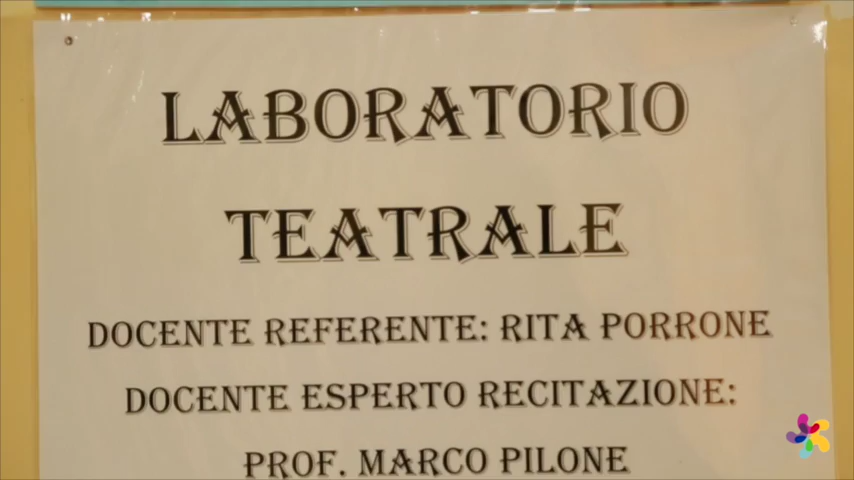 LABORATORIO
TEATRALE
DOCENTE REFERENTE: RITA PORRONE
DOCENTE ESPERTO RECITAZIONE:
PROF. MARCO PILONE